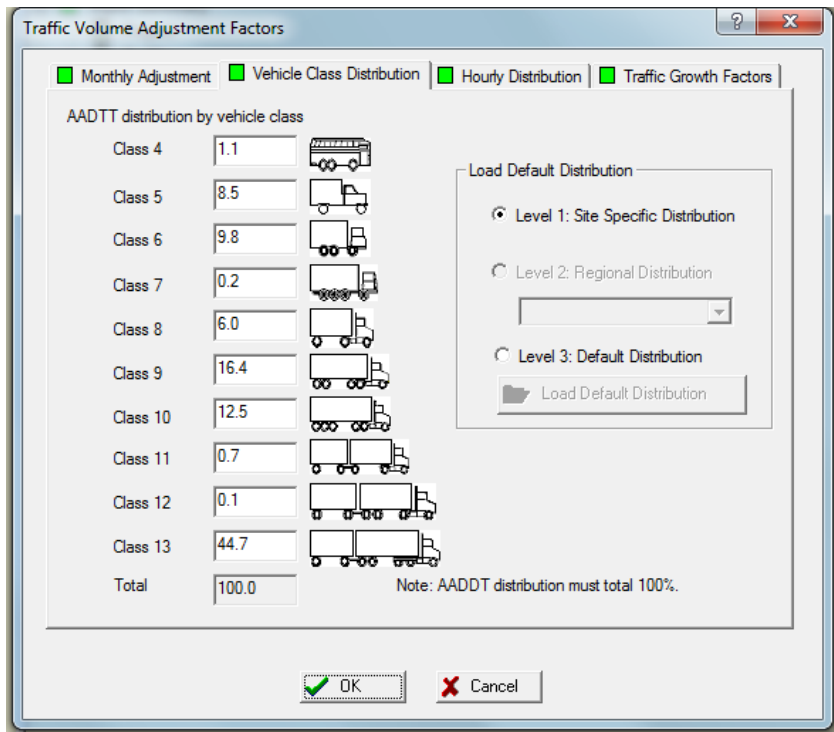 Traffic Volume Adjustment Factors
? X
Monthly Adjustment Vehicle Class Distribution Hourly Distribution Traffic Growth Factors
AADTT distribution by vehicle class
Class 4 1.1
Class 5 8.5
Class 6 9.8
Class 7 0.2
Class 8 6.0
Class 9 16.4
Class 10 12.5
Class 11 0.7
Class 12 0.1
Class 13 44.7
Total 100.0
Note: AADDT distribution must total 100%.
Load Default Distribution
Level 1: Site Specific Distribution
Level 2: Regional Distribution
Level 3: Default Distribution
Load Default Distribution
OK Cancel